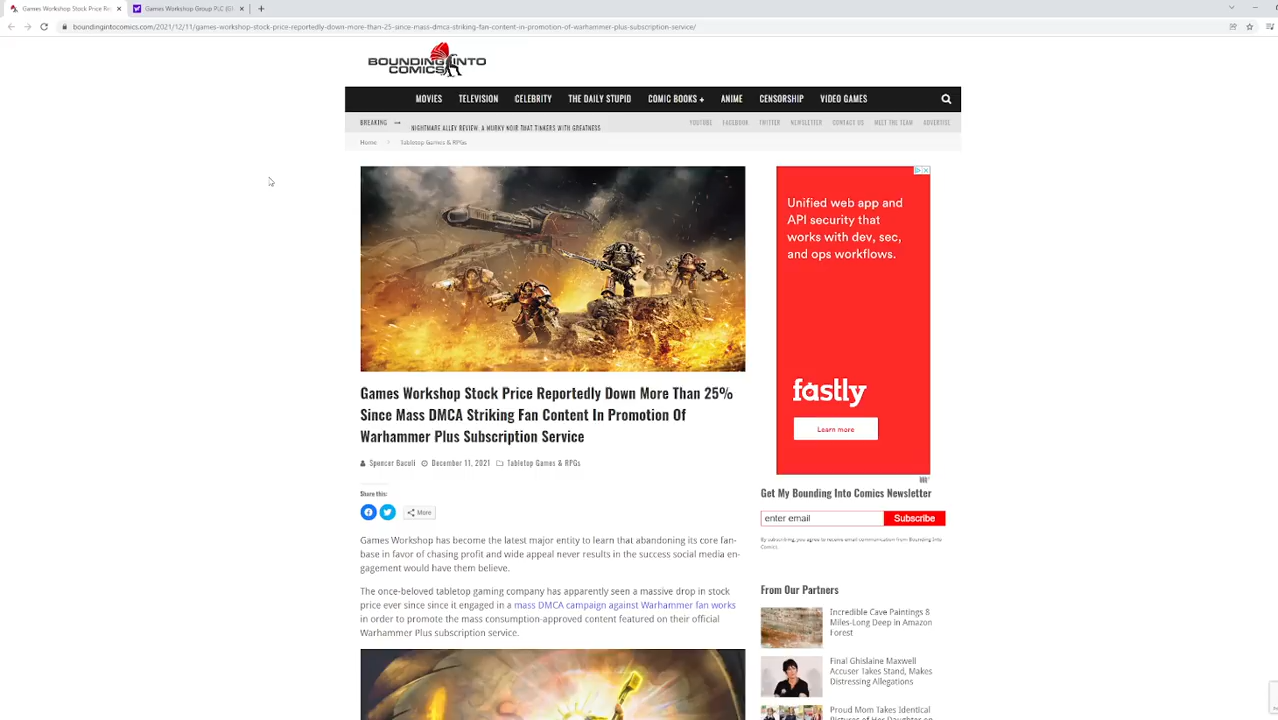 Games Workshop Stock Price Re
Games Workshop Group PLC (G
boundingintocomics.com/2021/12/11/games-workshop-stock-price-reportedly-down-more-than-25-since-mass-dmca-striking-fan-content-in-promotion-of-warhammer-plus-subscription-service/
BOUNDING INTO
COMICS
MOVIES TELEVISION CELEBRITY THE DAILY STUPID COMIC BOOKS + ANIME CENSORSHIP VIDEO GAMES
BREAKING NIGHTMARE ALLEY REVIEW: A MURKY NOIR THAT TINKERS WITH GREATNESS
YOUTUBE FACEBOOK TWITTER NEWSLETTER CONTACT US MEET THE TEAM ADVERTISE
Home Tabletop Games & RPGs
Games Workshop Stock Price Reportedly Down More Than 25%
Since Mass DMCA Striking Fan Content In Promotion Of
Warhammer Plus Subscription Service
Spencer Baculi December 11, 2021 Tabletop Games & RPGs
Share this:
More
Games Workshop has become the latest major entity to learn that abandoning its core fan-
base in favor of chasing profit and wide appeal never results in the success social media en-
gagement would have them believe.
The once-beloved tabletop gaming company has apparently seen a massive drop in stock
price ever since since it engaged in a mass DMCA campaign against Warhammer fan works
in order to promote the mass consumption-approved content featured on their official
Warhammer Plus subscription service.
Unified web app and
API security that
works with dev, sec,
and ops workflows.
fastly
Learn more
Get My Bounding Into Comics Newsletter
enter email Subscribe
By subscribing, you agree to receive email communication from Bounding Into
Comics
From Our Partners
Incredible Cave Paintings 8
Miles-Long Deep in Amazon
Forest
Final Ghislaine Maxwell
Accuser Takes Stand, Makes
Distressing Allegations
Proud Mom Takes Identical
Pictures of Her Daughter on